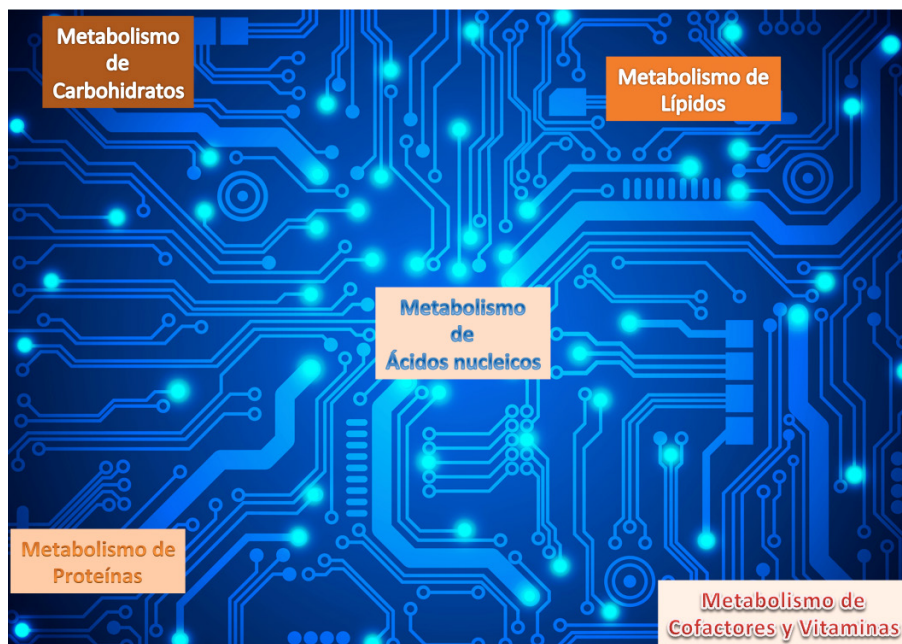 Metabolismo
de
Carbohidratos
Metabolismo de
Lípidos
Metabolismo
de
Ácidos nucleicos
Metabolismo de
Proteínas
Metabolismo de
Cofactores y Vitaminas